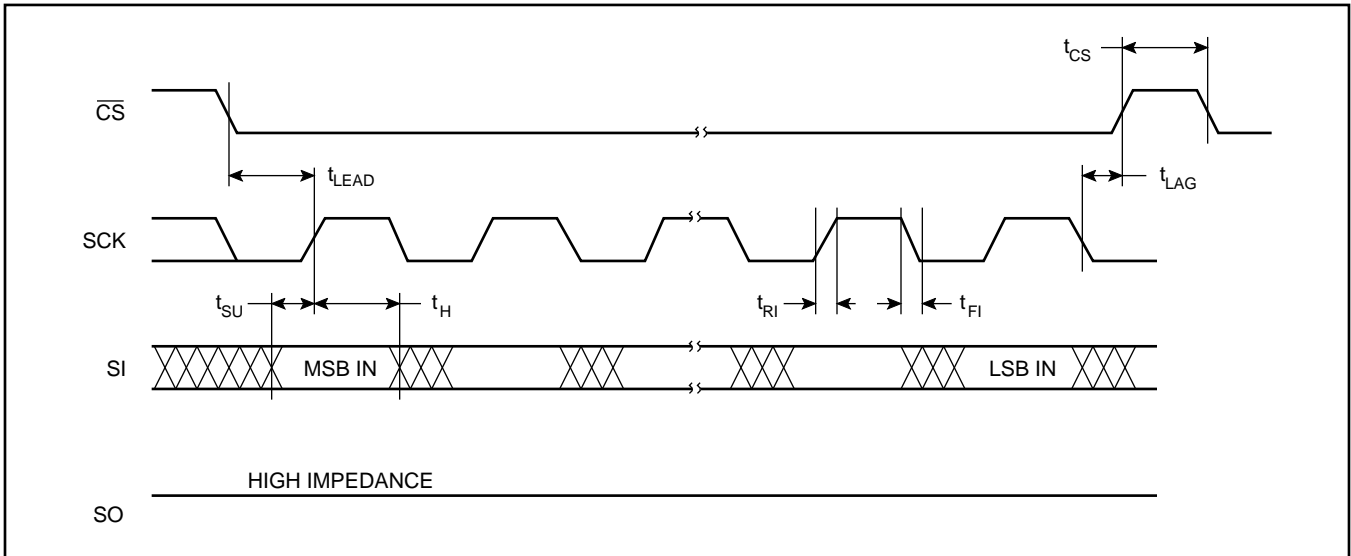 tCS
CS
tLEAD
tLAG
SCK
tSU
tH
tRI
tFI
SI
MSB IN
LSB IN
HIGH IMPEDANCE
SO